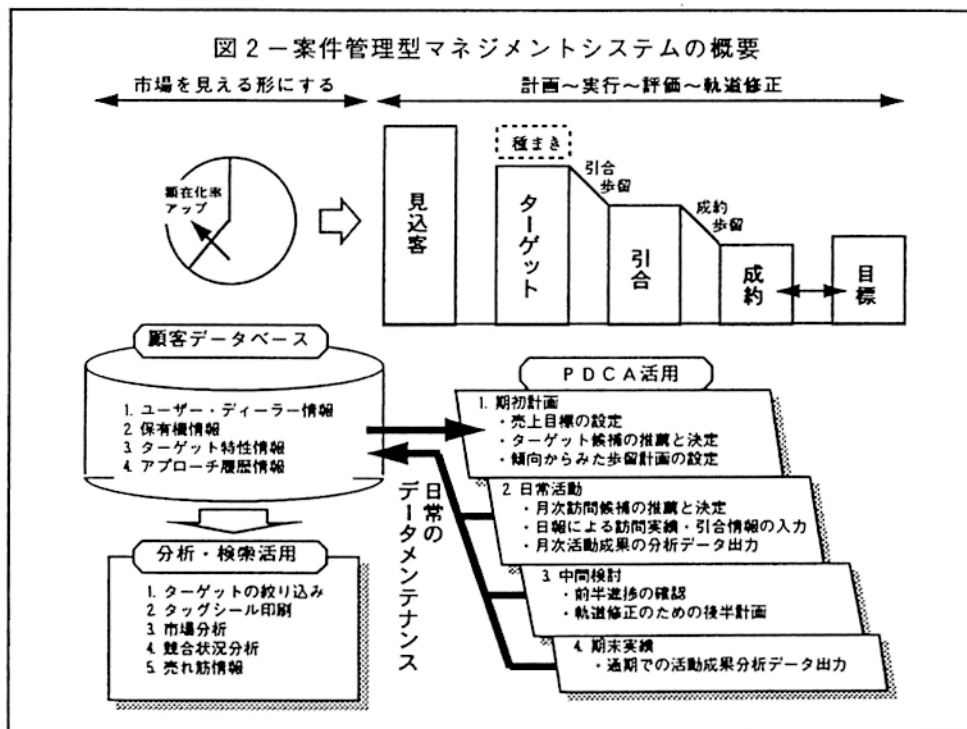 図2－案件管理型マネジメントシステムの概要
市場を見える形にする
計画～実行～評価～軌道修正
顕在化率
アップ
見込客
種まき
ターゲット
引合
歩留
引合
成約
歩留
成約
目標
顧客データベース
1. ユーザー・ディーラー情報
2. 保有機情報
3. ターゲット特性情報
4. アプローチ履歴情報
日常の
データメンテナンス
分析・検索活用
1. ターゲットの絞り込み
2. タッグシール印刷
3. 市場分析
4. 競合状況分析
5. 売れ筋情報
PDCA活用
1. 期初計画
・売上目標の設定
・ターゲット候補の推薦と決定
・傾向からみた歩留計画の設定
2. 日常活動
・月次訪問候補の推薦と決定
・日報による訪問実績・引合情報の入力
・月次活動成果の分析データ出力
3. 中間検討
・前半進捗の確認
・軌道修正のための後半計画
4. 期末実績
・通期での活動成果分析データ出力